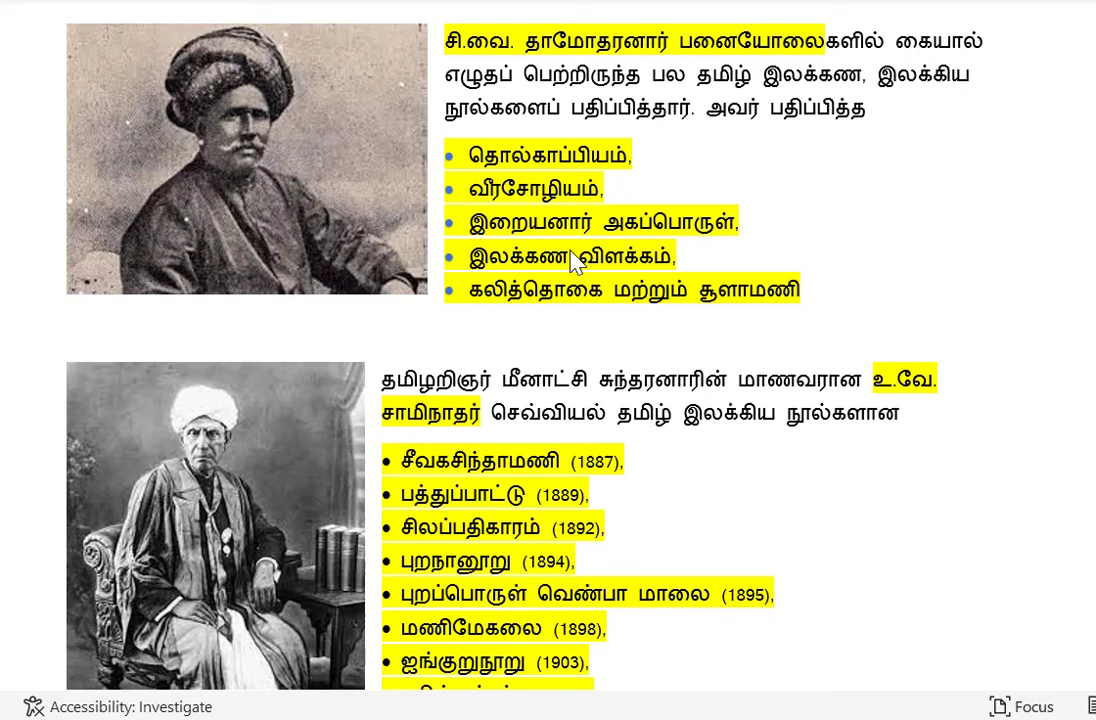 சி.வை. தாமோதரனார் பனையோலைகளில் கையால்
எழுதப் பெற்றிருந்த பல தமிழ் இலக்கண, இலக்கிய
நூல்களைப் பதிப்பித்தார். அவர் பதிப்பித்த
• தொல்காப்பியம்,
• வீரசோழியம்,
• இறையனார் அகப்பொருள்,
• இலக்கண விளக்கம்,
• கலித்தொகை மற்றும் சூளாமணி
தமிழறிஞர் மீனாட்சி சுந்தரனாரின் மாணவரான உ.வே.
சாமிநாதர் செவ்வியல் தமிழ் இலக்கிய நூல்களான
• சீவகசிந்தாமணி (1887),
• பத்துப்பாட்டு (1889),
• சிலப்பதிகாரம் (1892),
• புறநானூறு (1894),
• புறப்பொருள் வெண்பா மாலை (1895),
• மணிமேகலை (1898),
• ஐங்குறுநூறு (1903),
Accessibility: Investigate
Focus